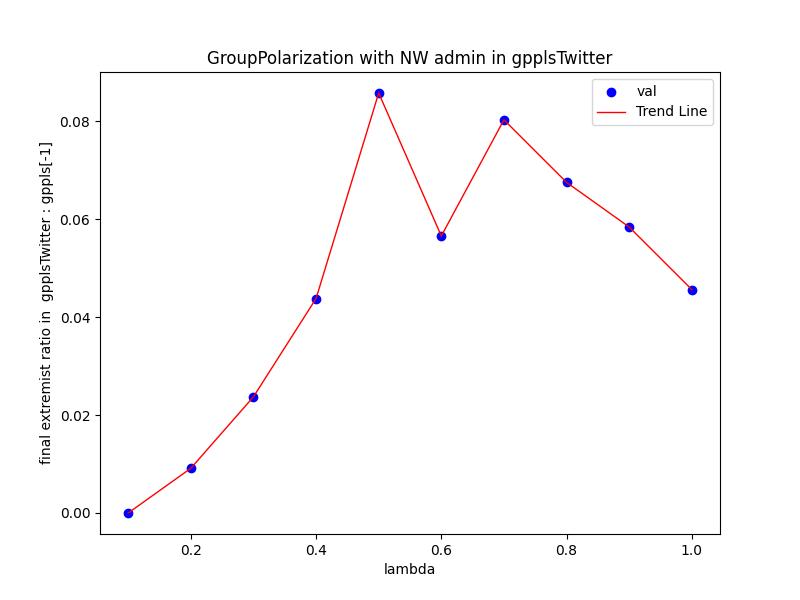 GroupPolarization with NW admin in gpplsTwitter
val
Trend Line
final extremist ratio in  gpplsTwitter : gppls[-1]
0.08
0.06
0.04
0.02
0.00
0.2 0.4 0.6 0.8 1.0
lambda